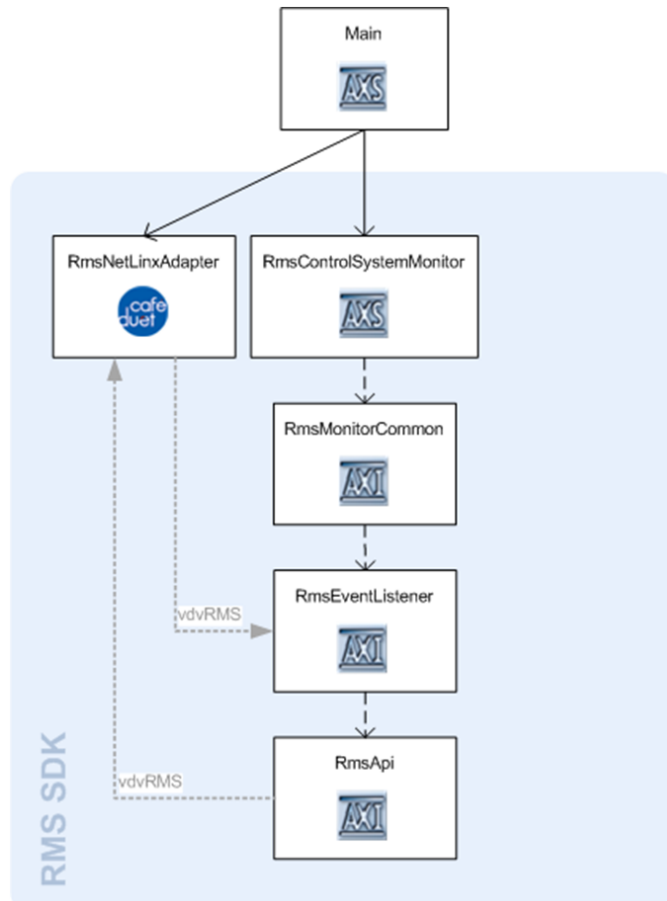 Main
AXS
RmsNetLinxAdapter
cafe
duet
RmsControlSystemMonitor
AXS
RmsMonitorCommon
AXI
vdvRMS
RmsEventListener
AXI
vdvRMS
RmsApi
AXI
RMS SDK